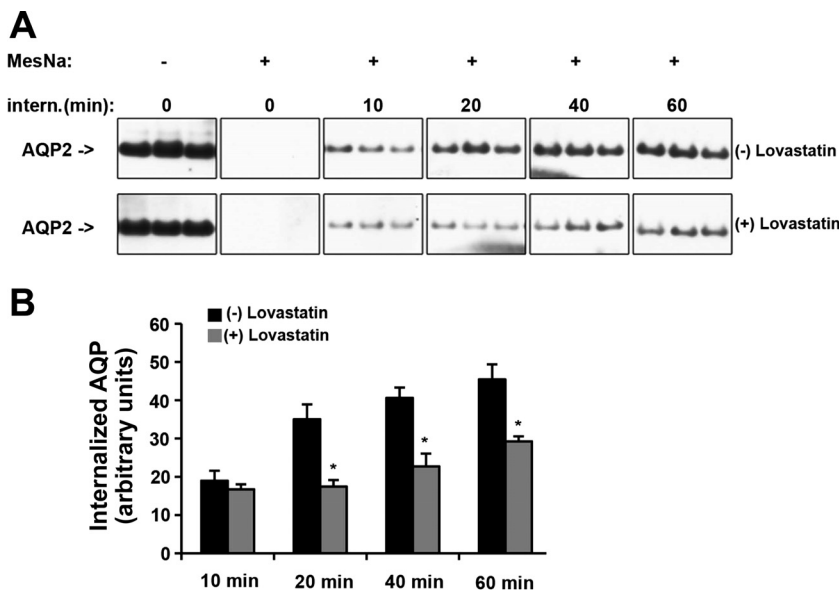 A
MesNa: - + + + + +
intern.(min): 0 0 10 20 40 60
AQP2 -> (-) Lovastatin
AQP2 -> (+) Lovastatin
B
(-) Lovastatin
(+) Lovastatin
Internalized AQP
(arbitrary units)
60
50
40
30
20
10
0
*
*
*
10 min 20 min 40 min 60 min